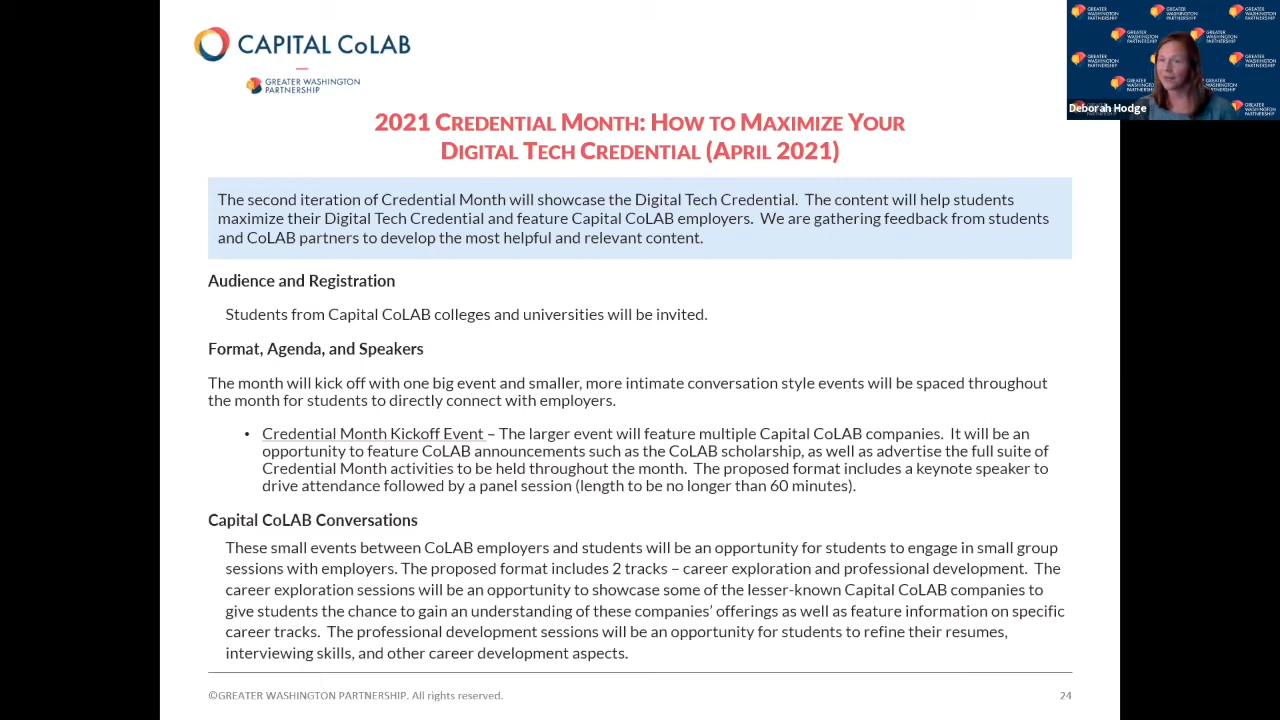 CAPITAL CoLAB
GREATER WASHINGTON
PARTNERSHIP
2021 CREDENTIAL MONTH: HOW TO MAXIMIZE YOUR
DIGITAL TECH CREDENTIAL (APRIL 2021)
The second iteration of Credential Month will showcase the Digital Tech Credential. The content will help students
maximize their Digital Tech Credential and feature Capital CoLAB employers. We are gathering feedback from students
and CoLAB partners to develop the most helpful and relevant content.
Audience and Registration
Students from Capital CoLAB colleges and universities will be invited.
Format, Agenda, and Speakers
The month will kick off with one big event and smaller, more intimate conversation style events will be spaced throughout
the month for students to directly connect with employers.
• Credential Month Kickoff Event – The larger event will feature multiple Capital CoLAB companies. It will be an
opportunity to feature CoLAB announcements such as the CoLAB scholarship, as well as advertise the full suite of
Credential Month activities to be held throughout the month. The proposed format includes a keynote speaker to
drive attendance followed by a panel session (length to be no longer than 60 minutes).
Capital CoLAB Conversations
These small events between CoLAB employers and students will be an opportunity for students to engage in small group
sessions with employers. The proposed format includes 2 tracks – career exploration and professional development. The
career exploration sessions will be an opportunity to showcase some of the lesser-known Capital CoLAB companies to
give students the chance to gain an understanding of these companies' offerings as well as feature information on specific
career tracks. The professional development sessions will be an opportunity for students to refine their resumes,
interviewing skills, and other career development aspects.
©GREATER WASHINGTON PARTNERSHIP. All rights reserved.
24
GREATER WASHINGTON PARTNERSHIP
Deborah Hodge